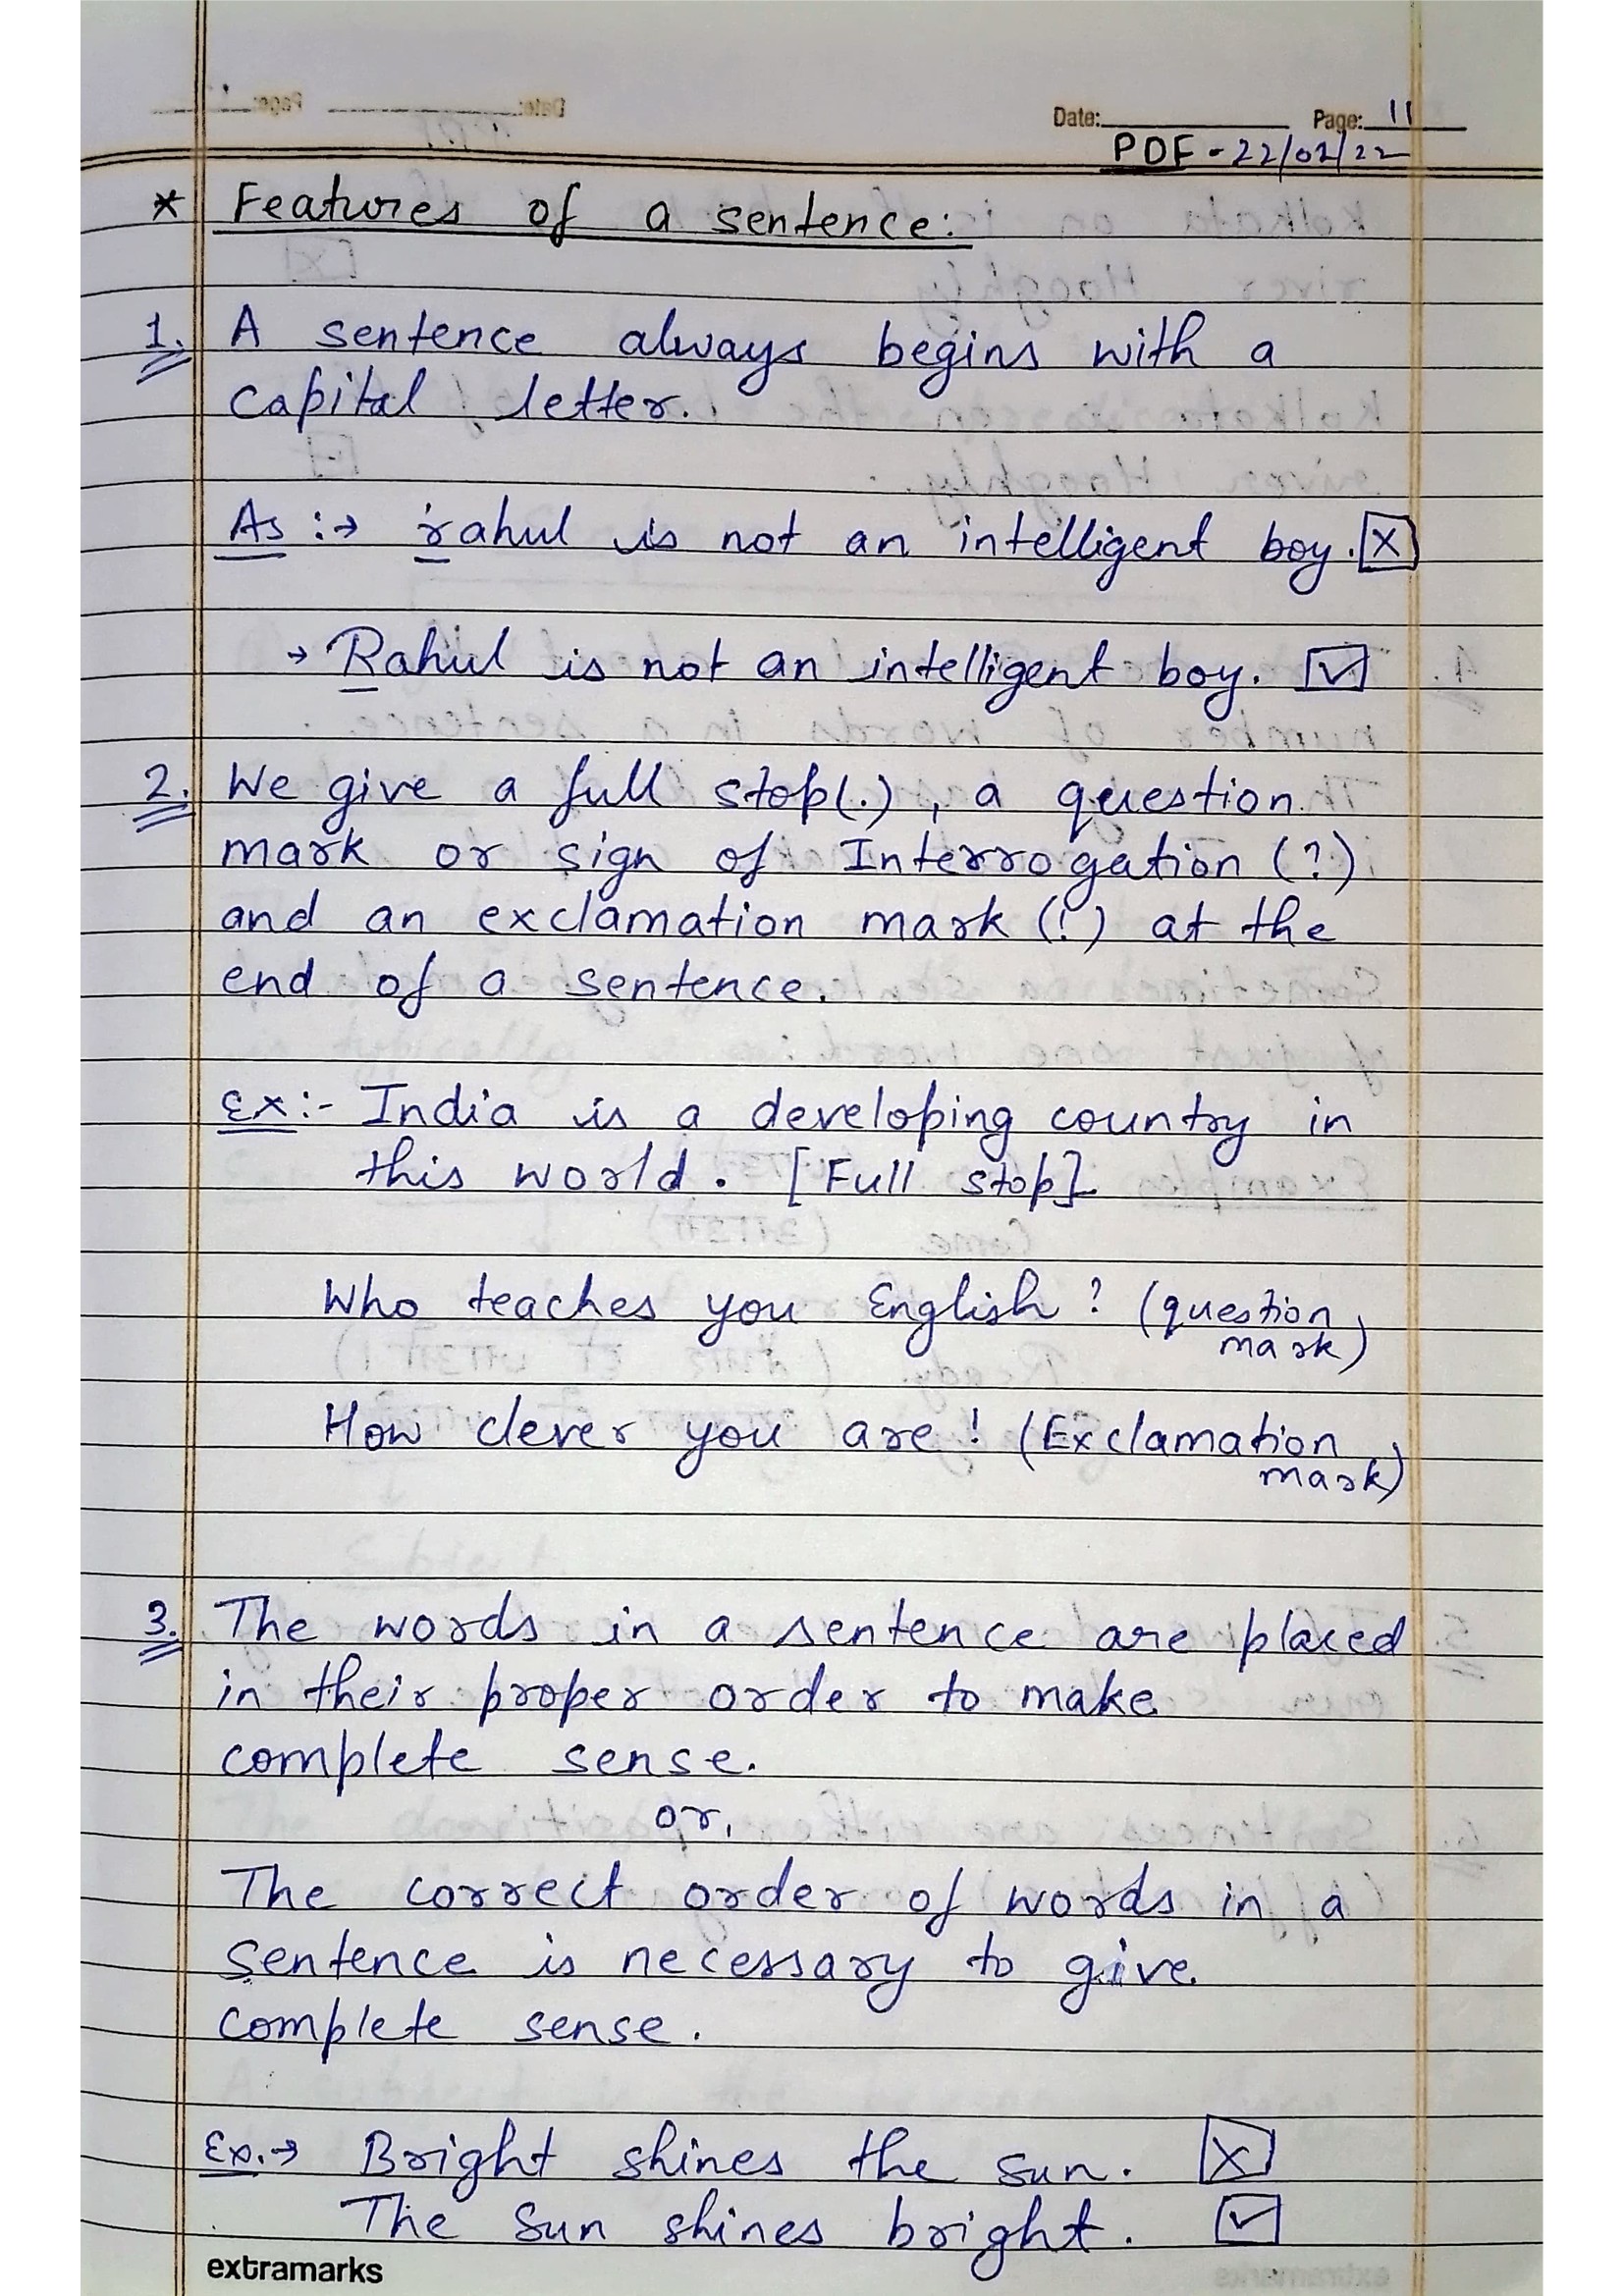 Date: Page: 11
PDF - 22/02/22
* Features of a sentence:
1. A sentence always begins with a
capital letter.
As :→ rahul is not an intelligent boy. [x]
→ Rahul is not an intelligent boy. [✓]
2. We give a full stop(.), a question
mark or sign of Interrogation (?)
and an exclamation mark (!) at the
end of a sentence.
Ex:- India is a developing country in
this world. [Full stop]
Who teaches you English? (question
mark)
How clever you are! (Exclamation
mark)
3. The words in a sentence are placed
in their proper order to make
complete sense.
or,
The correct order of words in a
sentence is necessary to give
complete sense.
Ex.→ Bright shines the sun. [x]
The sun shines bright. [✓]
extramarks